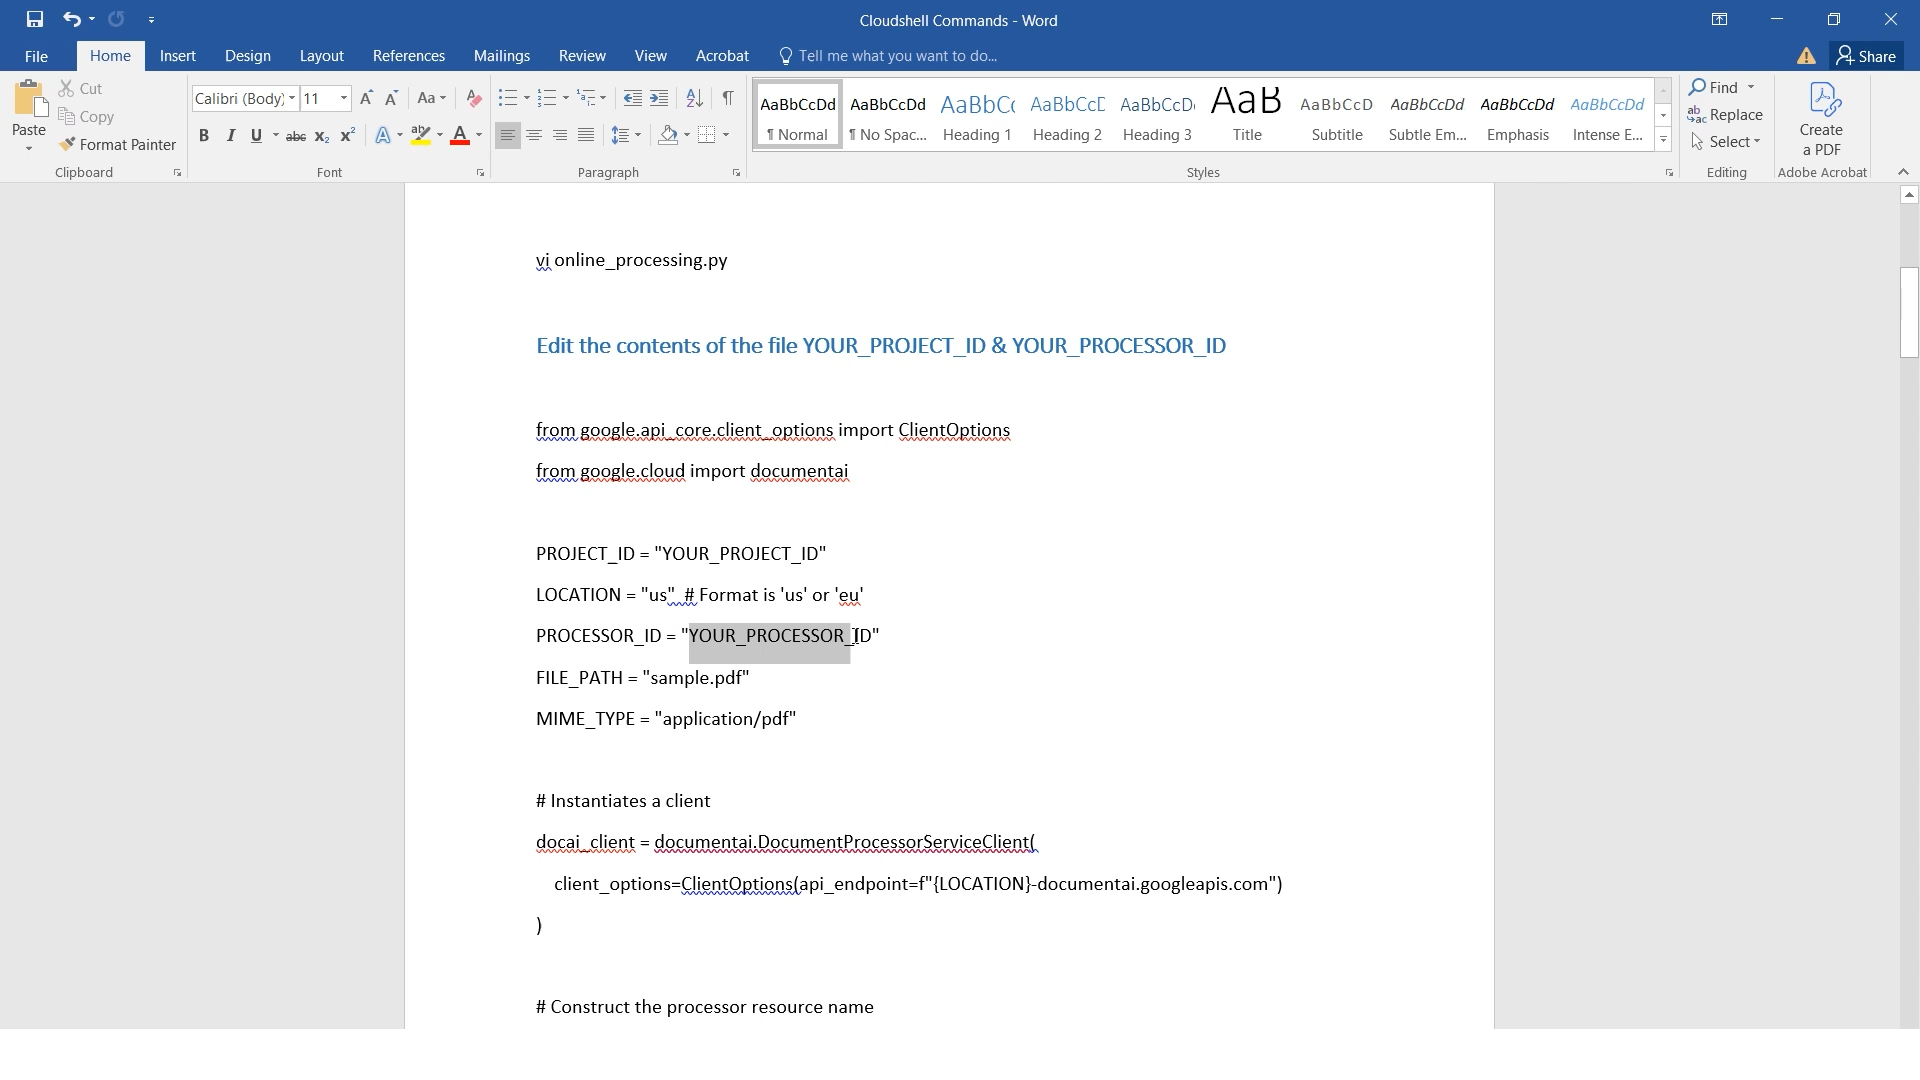 Cloudshell Commands - Word
File Home Insert Design Layout References Mailings Review View Acrobat Tell me what you want to do... Share
Paste
Cut
Copy
Format Painter
Clipboard
Calibri (Body) 11
Aa
B I U abc X2 X2 A ab A
Font
Paragraph
AaBbCcDd AaBbCcDd AaBbCc AaBbCcD AaBbCcDd AaB AaBbCcD AaBbCcDd AaBbCcDd AaBbCcDd
¶ Normal ¶ No Spac... Heading 1 Heading 2 Heading 3 Title Subtitle Subtle Em... Emphasis Intense E...
Styles
Find
Replace
Select
Editing
Create
a PDF
Adobe Acrobat
vi online_processing.py
Edit the contents of the file YOUR_PROJECT_ID & YOUR_PROCESSOR_ID
from google.api_core.client_options import ClientOptions
from google.cloud import documentai
PROJECT_ID = "YOUR_PROJECT_ID"
LOCATION = "us"  # Format is 'us' or 'eu'
PROCESSOR_ID = "YOUR_PROCESSOR_ID"
FILE_PATH = "sample.pdf"
MIME_TYPE = "application/pdf"
# Instantiates a client
docai_client = documentai.DocumentProcessorServiceClient(
    client_options=ClientOptions(api_endpoint=f"{LOCATION}-documentai.googleapis.com")
)
# Construct the processor resource name